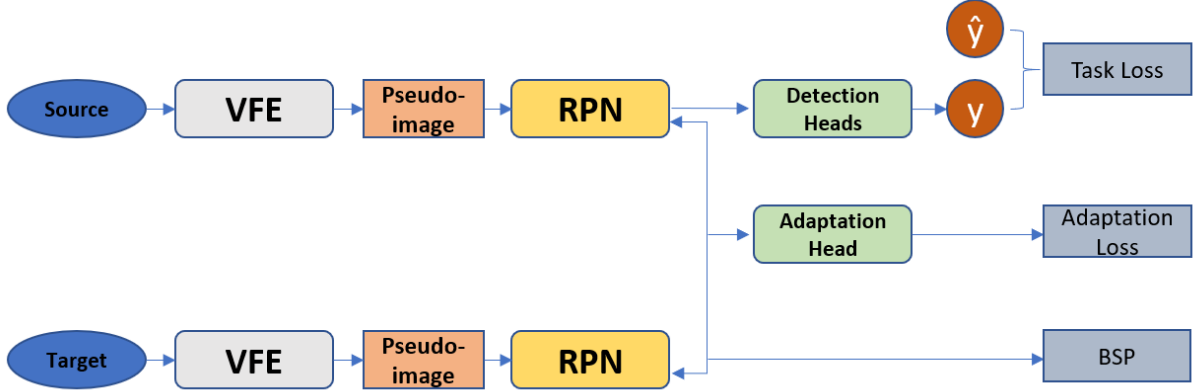 ŷ
Source
VFE
Pseudo-
image
RPN
Detection
Heads
y
Task Loss
Adaptation
Head
Adaptation
Loss
Target
VFE
Pseudo-
image
RPN
BSP